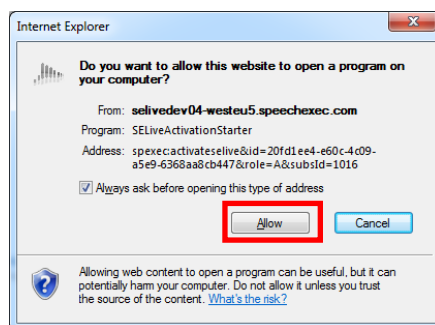 Internet Explorer
Do you want to allow this website to open a program on
your computer?
From: selivedev04-westeu5.speechexec.com
Program: SELiveActivationStarter
Address: spexec:activateselive&id=20fd1ee4-e60c-4c09-
a5e9-6368aa8cb447&role=A&subsId=1016
Always ask before opening this type of address
Allow
Cancel
Allowing web content to open a program can be useful, but it can
potentially harm your computer. Do not allow it unless you trust
the source of the content. What's the risk?